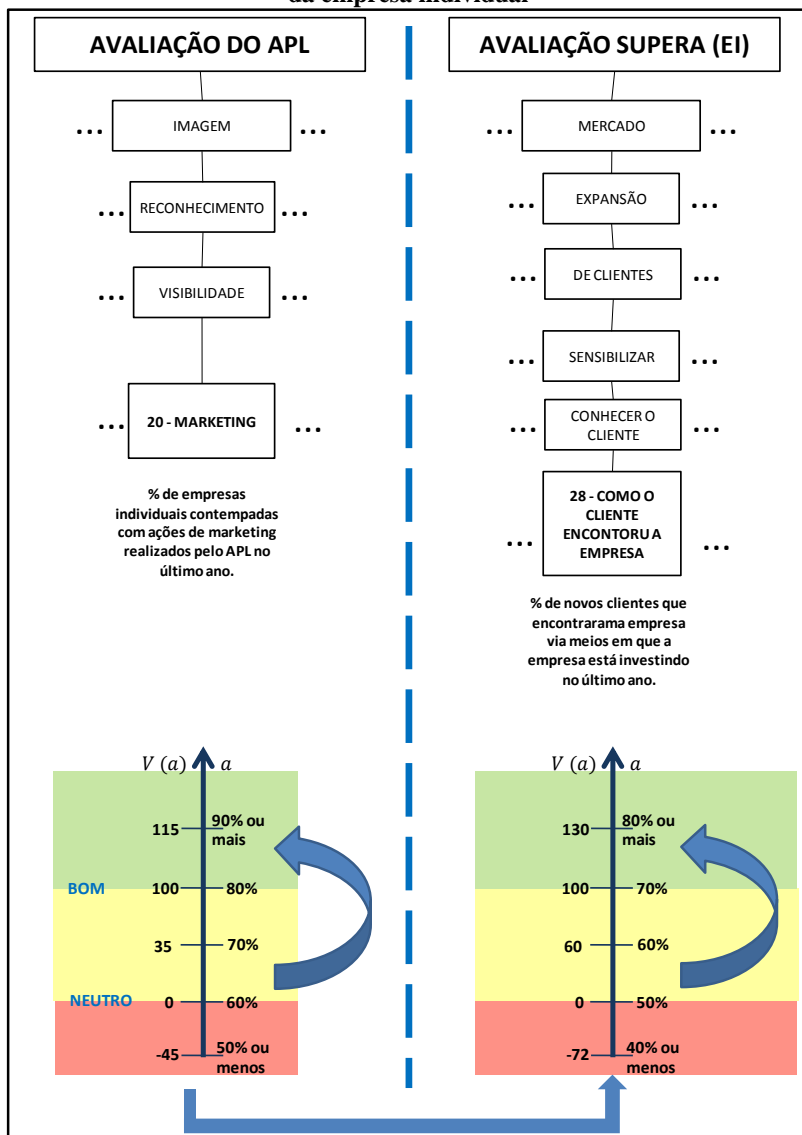 da empresa individual
AVALIAÇÃO DO APL
... IMAGEM ...
... RECONHECIMENTO ...
... VISIBILIDADE ...
... 20 - MARKETING ...
% de empresas
individuais contempadas
com ações de marketing
realizados pelo APL no
último ano.
AVALIAÇÃO SUPERA (EI)
... MERCADO ...
... EXPANSÃO ...
... DE CLIENTES ...
... SENSIBILIZAR ...
... CONHECER O
CLIENTE ...
28 - COMO O
CLIENTE
ENCONTORU A
... EMPRESA ...
% de novos clientes que
encontrarama empresa
via meios em que a
empresa está investindo
no último ano.
V (a) a
115 90% ou
mais
BOM 100 80%
35 70%
NEUTRO 0 60%
-45 50% ou
menos
V (a) a
130 80% ou
mais
100 70%
60 60%
0 50%
-72 40% ou
menos